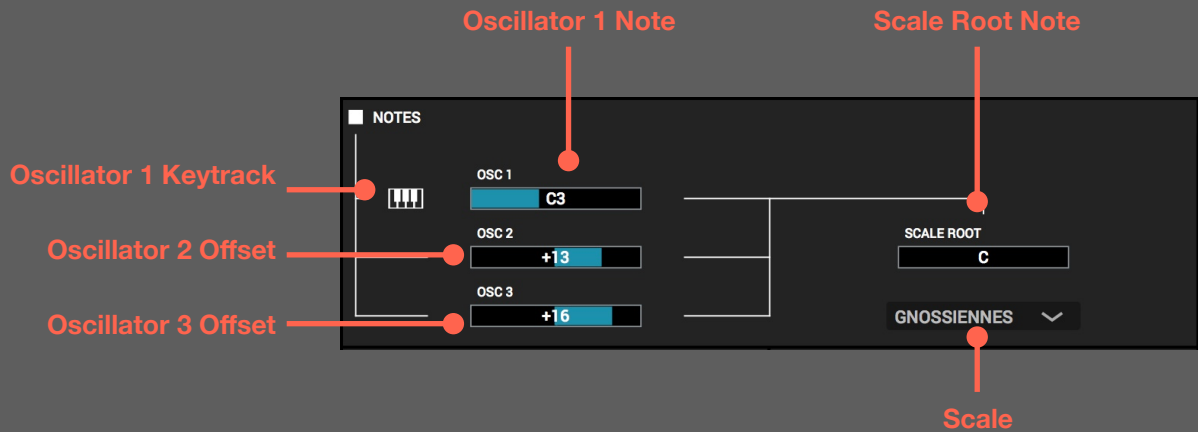 Oscillator 1 Note
Scale Root Note
NOTES
Oscillator 1 Keytrack
OSC 1
C3
OSC 2
SCALE ROOT
Oscillator 2 Offset
+13
C
OSC 3
Oscillator 3 Offset
+16
GNOSSIENNES
Scale